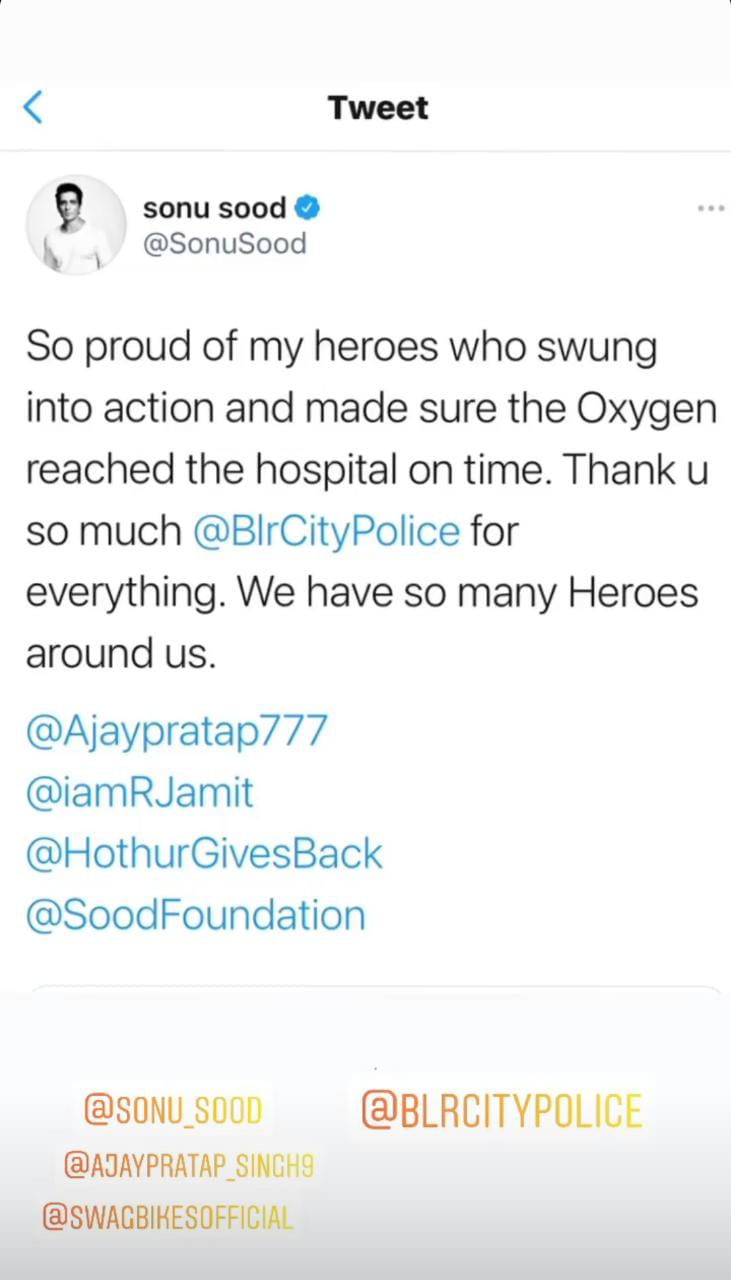 Tweet
sonu sood
@SonuSood
So proud of my heroes who swung
into action and made sure the Oxygen
reached the hospital on time. Thank u
so much @BlrCityPolice for
everything. We have so many Heroes
around us.
@Ajaypratap777
@iamRJamit
@HothurGivesBack
@SoodFoundation
@SONU_SOOD
@BLRCITYPOLICE
@AJAYPRATAP_SINGH9
@SWAGBIKESOFFICIAL